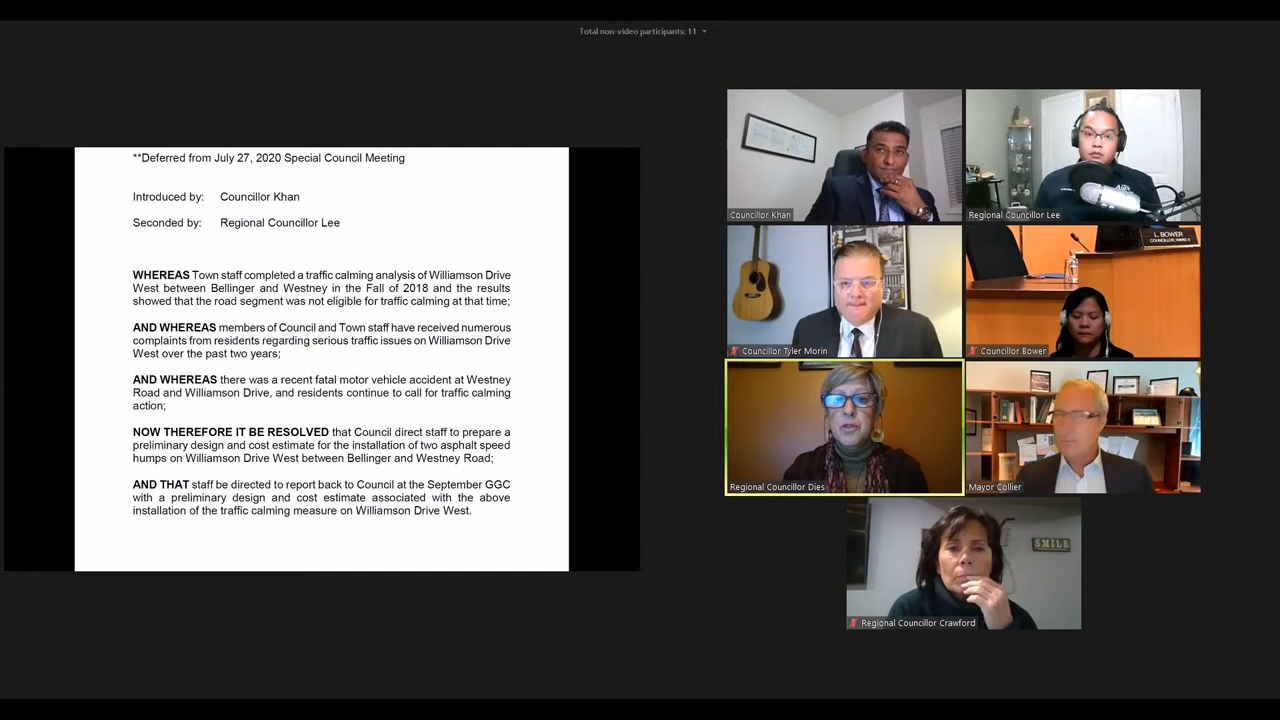 Total non-video participants: 11
**Deferred from July 27, 2020 Special Council Meeting
Introduced by: Councillor Khan
Seconded by: Regional Councillor Lee
WHEREAS Town staff completed a traffic calming analysis of Williamson Drive
West between Bellinger and Westney in the Fall of 2018 and the results
showed that the road segment was not eligible for traffic calming at that time;
AND WHEREAS members of Council and Town staff have received numerous
complaints from residents regarding serious traffic issues on Williamson Drive
West over the past two years;
AND WHEREAS there was a recent fatal motor vehicle accident at Westney
Road and Williamson Drive, and residents continue to call for traffic calming
action;
NOW THEREFORE IT BE RESOLVED that Council direct staff to prepare a
preliminary design and cost estimate for the installation of two asphalt speed
humps on Williamson Drive West between Bellinger and Westney Road;
AND THAT staff be directed to report back to Council at the September GGC
with a preliminary design and cost estimate associated with the above
installation of the traffic calming measure on Williamson Drive West.
Councillor Khan
Regional Councillor Lee
Councillor Tyler Morin
L. BOWER
COUNCILLOR, WARD 3
Councillor Bower
Regional Councillor Dies
Mayor Collier
SMILE
Regional Councillor Crawford